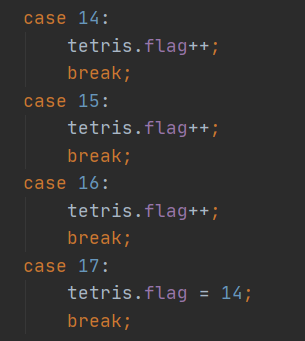 case 14:
    tetris.flag++;
    break;
case 15:
    tetris.flag++;
    break;
case 16:
    tetris.flag++;
    break;
case 17:
    tetris.flag = 14;
    break;